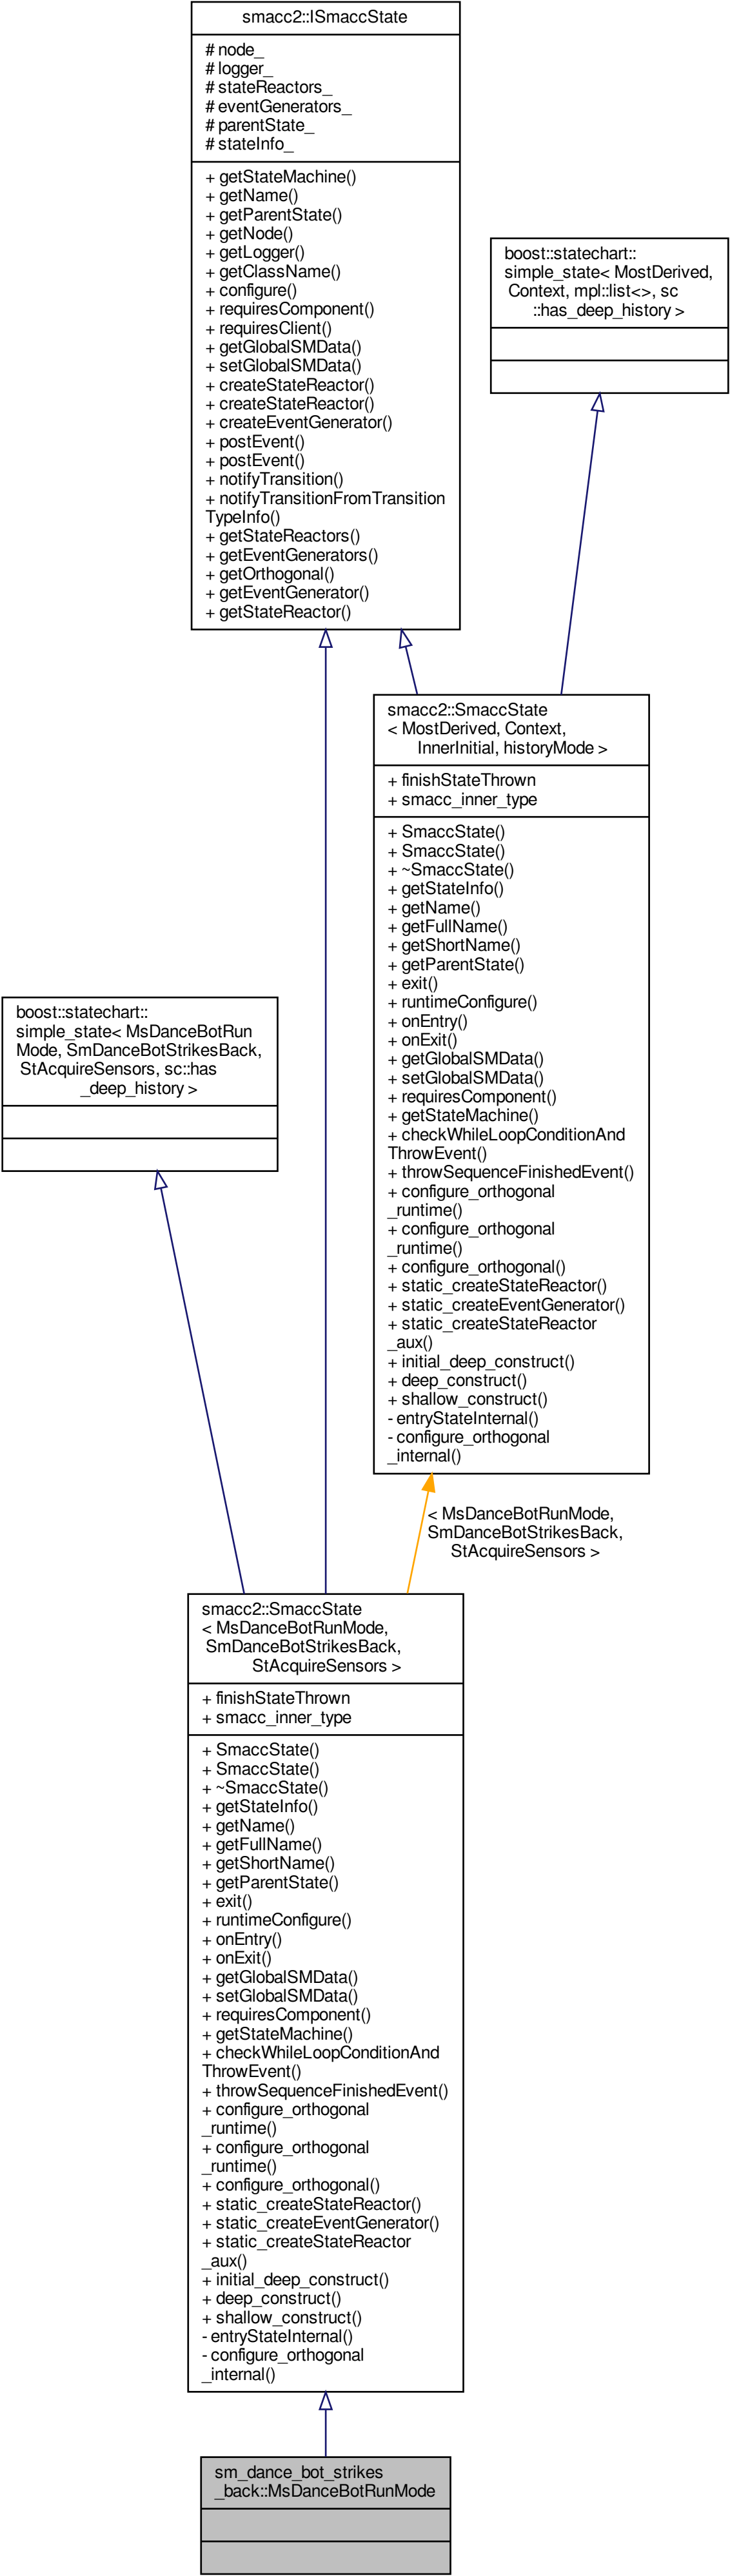 smacc2::ISmaccState
# node_
# logger_
# stateReactors_
# eventGenerators_
# parentState_
# stateInfo_
+ getStateMachine()
+ getName()
+ getParentState()
+ getNode()
+ getLogger()
+ getClassName()
+ configure()
+ requiresComponent()
+ requiresClient()
+ getGlobalSMData()
+ setGlobalSMData()
+ createStateReactor()
+ createStateReactor()
+ createEventGenerator()
+ postEvent()
+ postEvent()
+ notifyTransition()
+ notifyTransitionFromTransition
TypeInfo()
+ getStateReactors()
+ getEventGenerators()
+ getOrthogonal()
+ getEventGenerator()
+ getStateReactor()
boost::statechart::
simple_state< MostDerived,
Context, mpl::list<>, sc
::has_deep_history >
smacc2::SmaccState
< MostDerived, Context,
InnerInitial, historyMode >
+ finishStateThrown
+ smacc_inner_type
+ SmaccState()
+ SmaccState()
+ ~SmaccState()
+ getStateInfo()
+ getName()
+ getFullName()
+ getShortName()
+ getParentState()
+ exit()
+ runtimeConfigure()
+ onEntry()
+ onExit()
+ getGlobalSMData()
+ setGlobalSMData()
+ requiresComponent()
+ getStateMachine()
+ checkWhileLoopConditionAnd
ThrowEvent()
+ throwSequenceFinishedEvent()
+ configure_orthogonal
_runtime()
+ configure_orthogonal
_runtime()
+ configure_orthogonal()
+ static_createStateReactor()
+ static_createEventGenerator()
+ static_createStateReactor
_aux()
+ initial_deep_construct()
+ deep_construct()
+ shallow_construct()
- entryStateInternal()
- configure_orthogonal
_internal()
boost::statechart::
simple_state< MsDanceBotRun
Mode, SmDanceBotStrikesBack,
StAcquireSensors, sc::has
_deep_history >
< MsDanceBotRunMode,
SmDanceBotStrikesBack,
StAcquireSensors >
smacc2::SmaccState
< MsDanceBotRunMode,
SmDanceBotStrikesBack,
StAcquireSensors >
+ finishStateThrown
+ smacc_inner_type
+ SmaccState()
+ SmaccState()
+ ~SmaccState()
+ getStateInfo()
+ getName()
+ getFullName()
+ getShortName()
+ getParentState()
+ exit()
+ runtimeConfigure()
+ onEntry()
+ onExit()
+ getGlobalSMData()
+ setGlobalSMData()
+ requiresComponent()
+ getStateMachine()
+ checkWhileLoopConditionAnd
ThrowEvent()
+ throwSequenceFinishedEvent()
+ configure_orthogonal
_runtime()
+ configure_orthogonal
_runtime()
+ configure_orthogonal()
+ static_createStateReactor()
+ static_createEventGenerator()
+ static_createStateReactor
_aux()
+ initial_deep_construct()
+ deep_construct()
+ shallow_construct()
- entryStateInternal()
- configure_orthogonal
_internal()
sm_dance_bot_strikes
_back::MsDanceBotRunMode